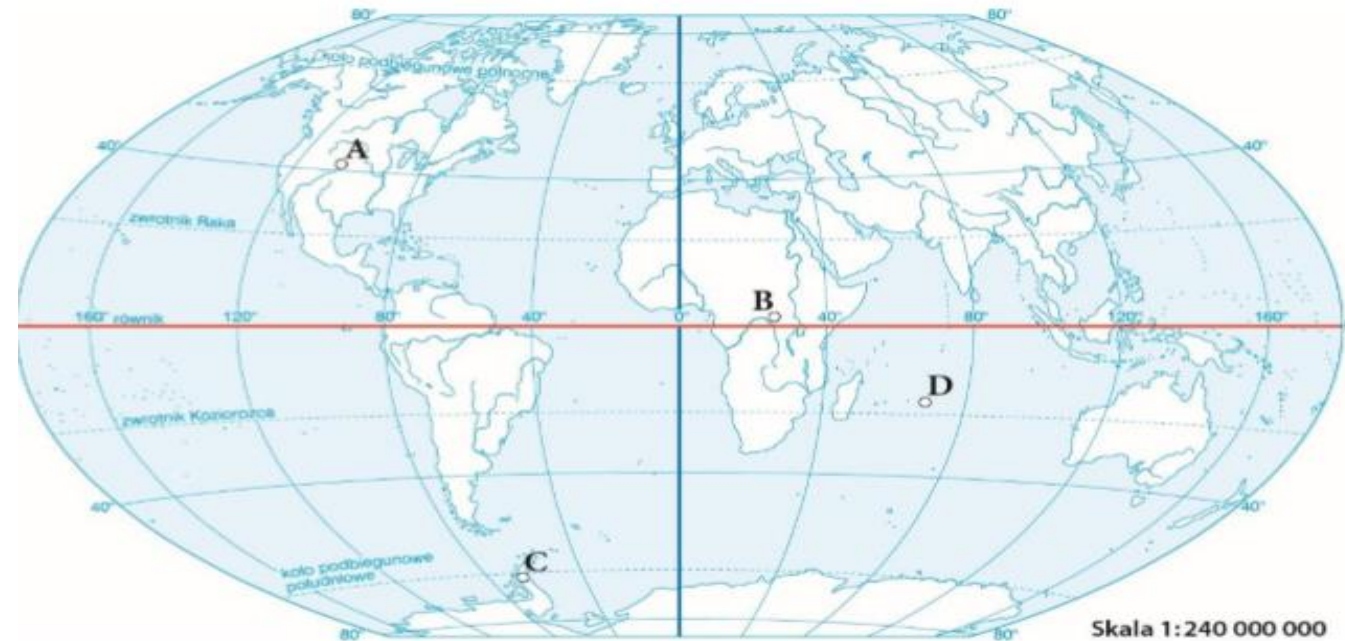 80° 80°
koło podbiegunowe północne
A
40° 40°
zwrotnik Raka
B
160° równik 120° 80° 40° 0° 40° 80° 120° 160°
D
zwrotnik Koziorożca
40° 40°
koło podbiegunowe
południowe
C
80° 80°
Skala 1:240 000 000